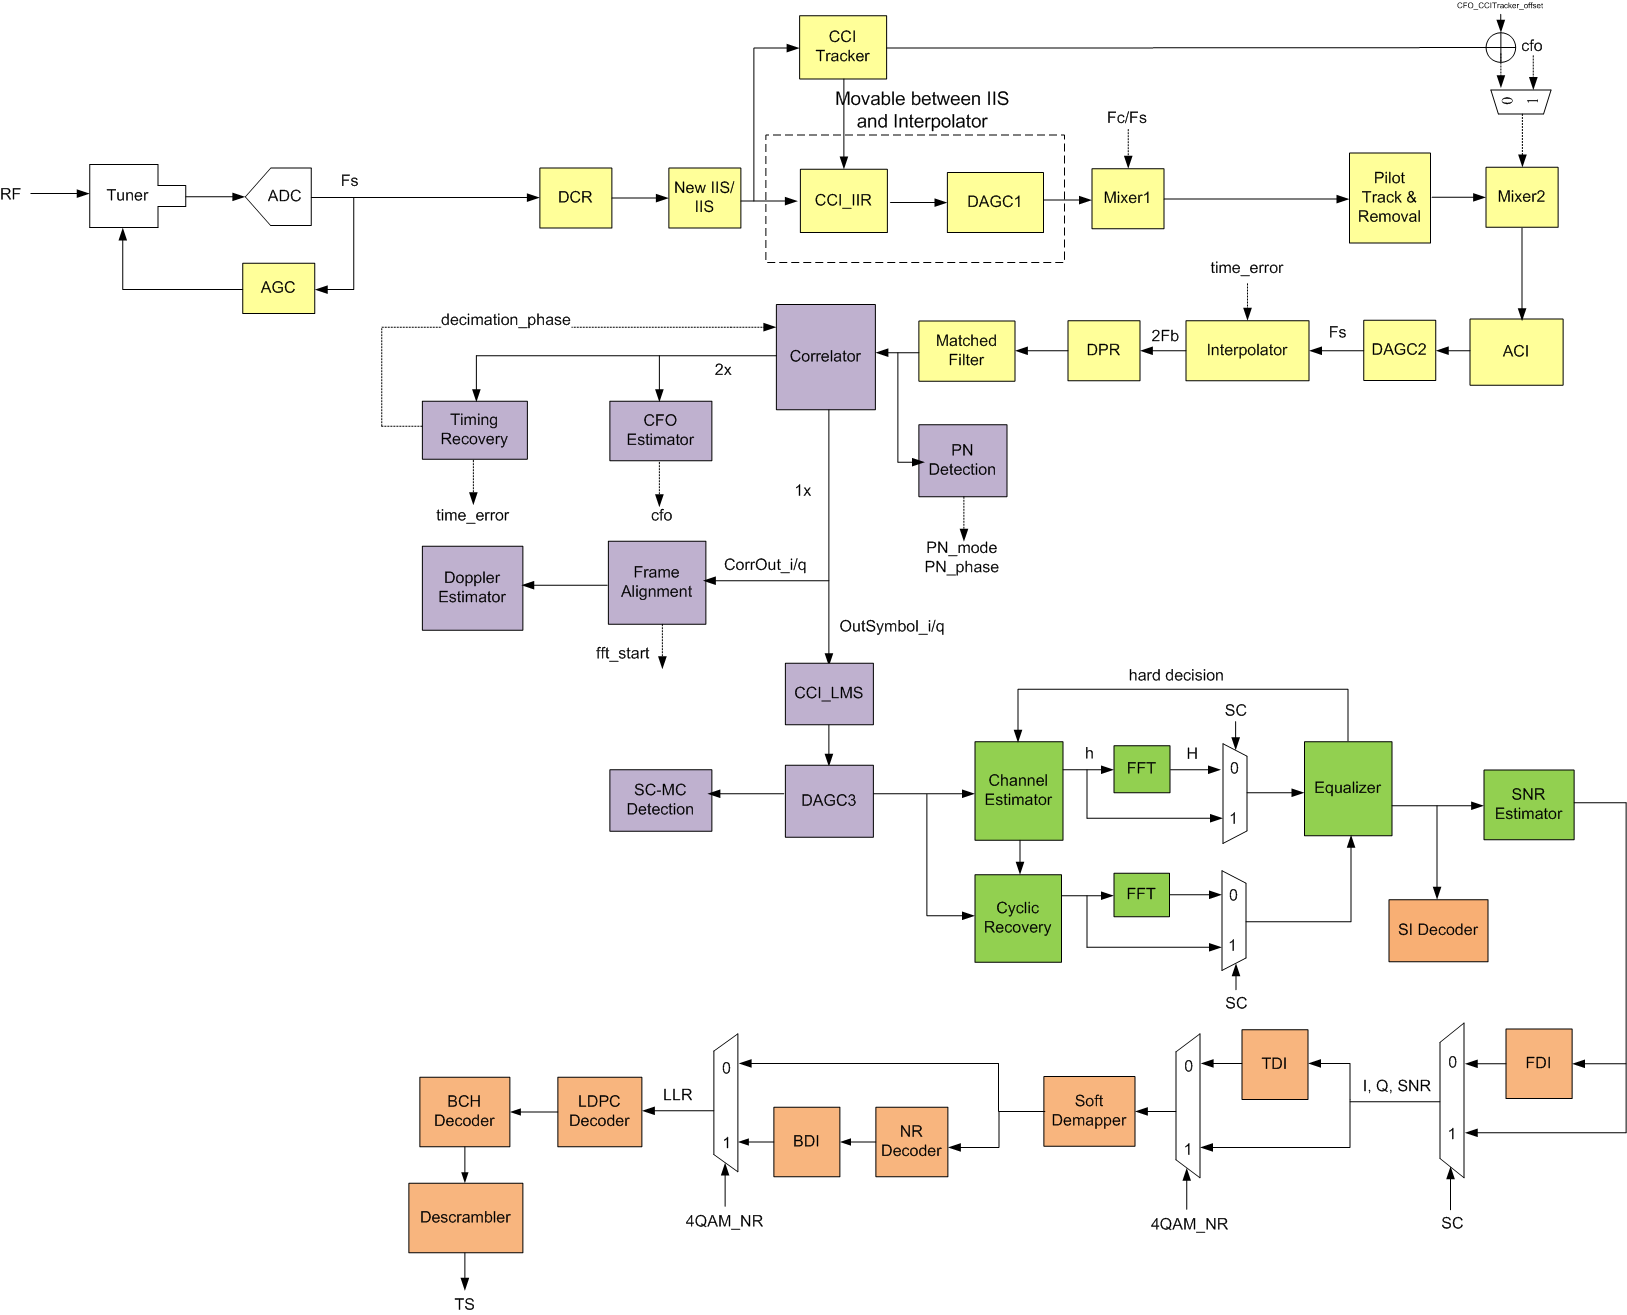 CFO_CCITracker_offset
CCI
Tracker
cfo
0
1
Movable between IIS
and Interpolator
Fc/Fs
RF
Tuner
ADC
Fs
DCR
New IIS/
IIS
CCI_IIR
DAGC1
Mixer1
Pilot
Track &
Removal
Mixer2
AGC
time_error
decimation_phase
Correlator
2x
Matched
Filter
DPR
2Fb
Interpolator
Fs
DAGC2
ACI
Timing
Recovery
CFO
Estimator
PN
Detection
1x
time_error
cfo
PN_mode
PN_phase
Doppler
Estimator
Frame
Alignment
CorrOut_i/q
OutSymbol_i/q
fft_start
CCI_LMS
hard decision
SC
SC-MC
Detection
DAGC3
Channel
Estimator
h
FFT
H
0
1
Equalizer
SNR
Estimator
Cyclic
Recovery
FFT
0
1
SI Decoder
SC
BCH
Decoder
LDPC
Decoder
LLR
0
1
BDI
NR
Decoder
Soft
Demapper
0
1
TDI
I, Q, SNR
0
1
FDI
Descrambler
4QAM_NR
4QAM_NR
SC
TS